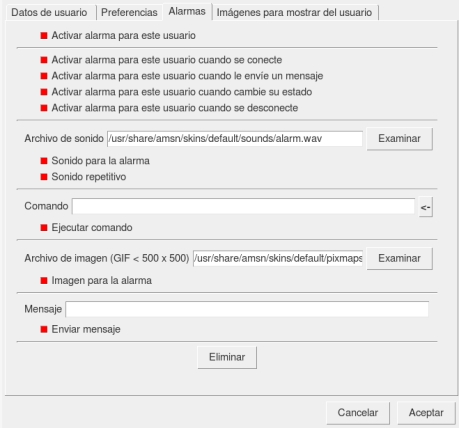 Datos de usuario Preferencias Alarmas Imágenes para mostrar del usuario
Activar alarma para este usuario
Activar alarma para este usuario cuando se conecte
Activar alarma para este usuario cuando le envíe un mensaje
Activar alarma para este usuario cuando cambie su estado
Activar alarma para este usuario cuando se desconecte
Archivo de sonido /usr/share/amsn/skins/default/sounds/alarm.wav Examinar
Sonido para la alarma
Sonido repetitivo
Comando <-
Ejecutar comando
Archivo de imagen (GIF < 500 x 500) /usr/share/amsn/skins/default/pixmaps Examinar
Imagen para la alarma
Mensaje
Enviar mensaje
Eliminar
Cancelar Aceptar